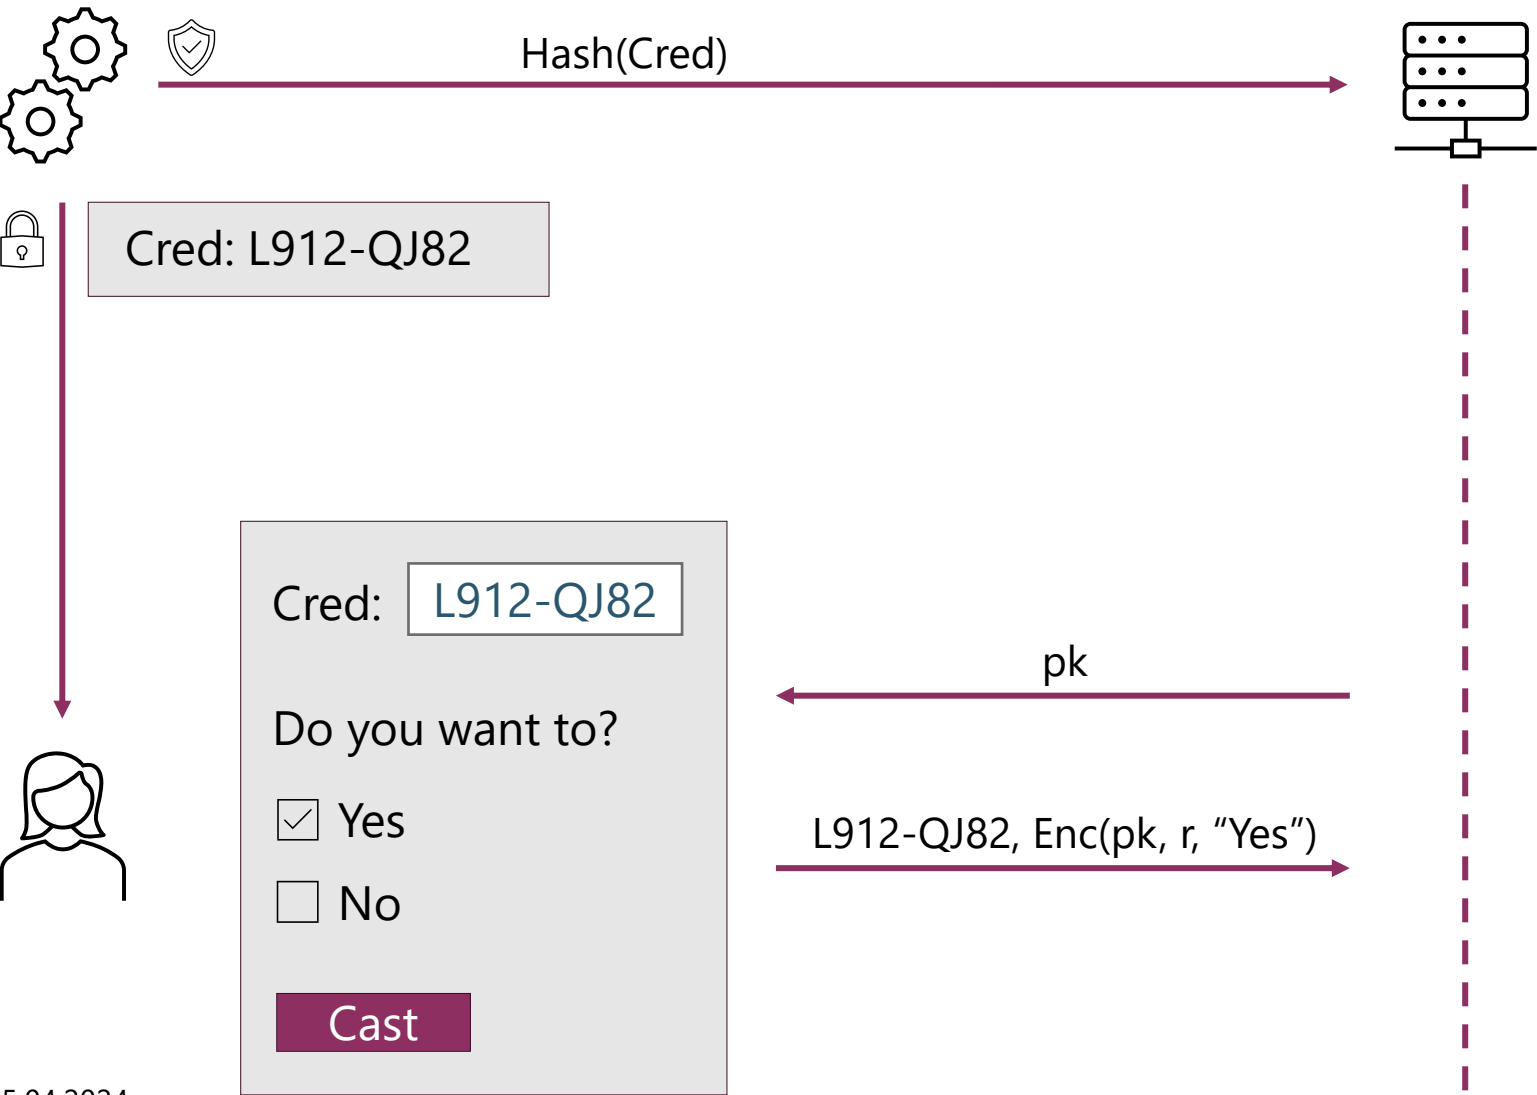 Hash(Cred)
Cred: L912-QJ82
Cred: L912-QJ82
pk
Do you want to?
Yes
L912-QJ82, Enc(pk, r, “Yes”)
No
Cast